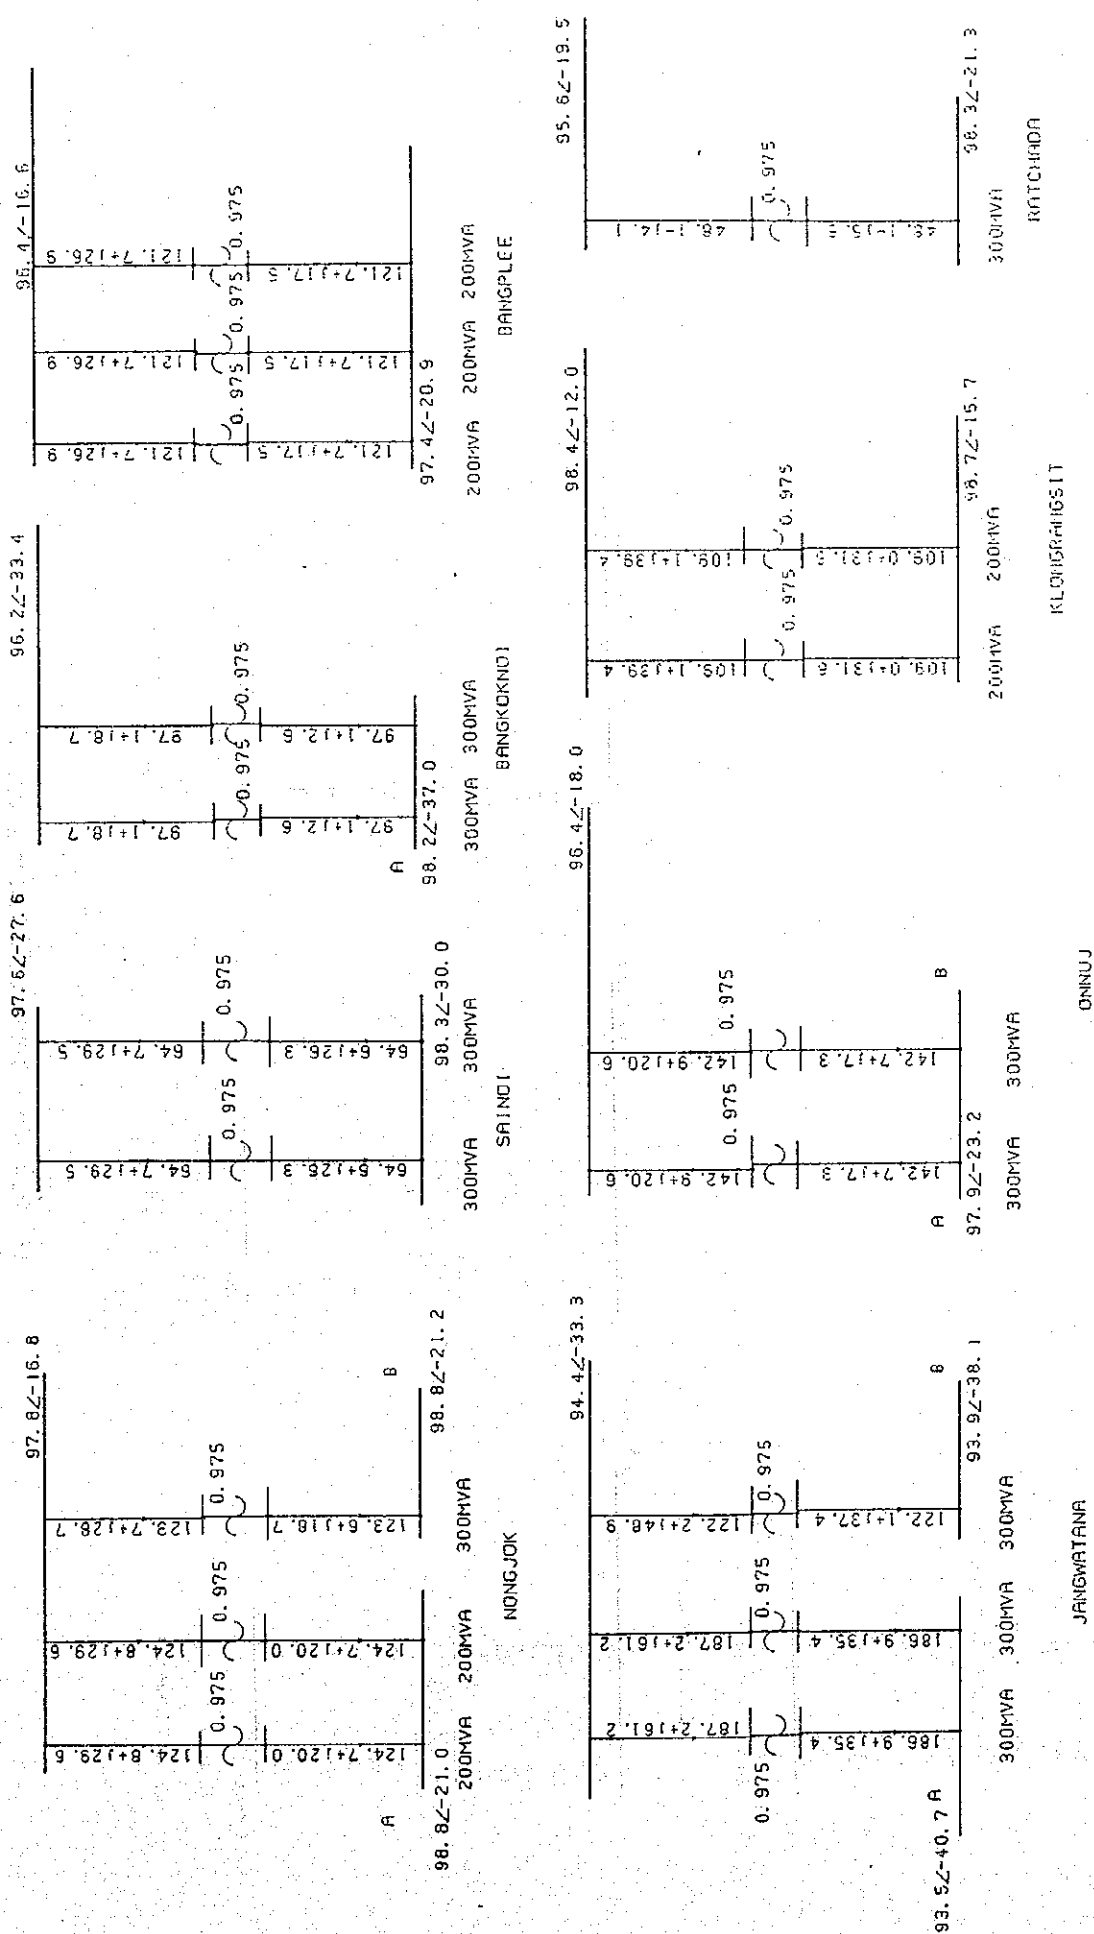 97.8∠-16.8
124.8+j29.6
124.8+j29.6
123.7+j28.7
0.975
0.975
0.975
124.7+j20.0
124.7+j20.0
123.6+j18.7
A
B
98.8∠-21.0
98.8∠-21.2
200MVA 200MVA 300MVA
NONGJOK
97.6∠-27.6
64.7+j29.5
64.7+j29.5
0.975
0.975
64.6+j26.3
64.6+j26.3
98.3∠-30.0
300MVA 300MVA
SAINOI
96.2∠-33.4
97.1+j8.7
97.1+j8.7
0.975
0.975
97.1+j2.6
97.1+j2.6
A
98.2∠-37.0
300MVA 300MVA
BANGKOKNOI
96.4∠-16.6
121.7+j26.9
121.7+j26.9
121.7+j26.9
0.975
0.975
0.975
121.7+j17.5
121.7+j17.5
121.7+j17.5
97.4∠-20.9
200MVA 200MVA 200MVA
BANGPLEE
94.4∠-33.3
187.2+j61.2
187.2+j61.2
122.2+j48.9
0.975
0.975
0.975
186.9+j35.4
186.9+j35.4
122.1+j37.4
A
B
93.5∠-40.7
93.9∠-38.1
300MVA 300MVA 300MVA
JANGWATANA
96.4∠-18.0
142.9+j20.6
142.9+j20.6
0.975
0.975
142.7+j7.3
142.7+j7.3
A
B
97.9∠-23.2
300MVA 300MVA
ONNUJ
98.4∠-12.0
109.1+j39.4
109.1+j39.4
0.975
0.975
109.0+j31.6
109.0+j31.6
98.7∠-15.7
200MVA 200MVA
KLONGRANGSIT
95.6∠-19.5
48.1-j4.1
0.975
98.3∠-21.3
300MVA
RATCHADA